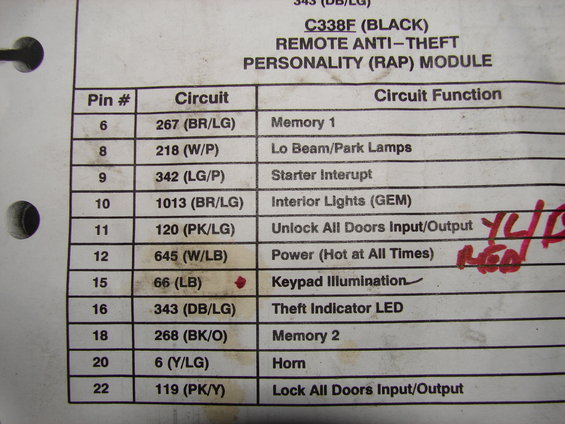 343 (DB/LG)
C338F (BLACK)
REMOTE ANTI-THEFT
PERSONALITY (RAP) MODULE
Pin # Circuit Circuit Function
6 267 (BR/LG) Memory 1
8 218 (W/P) Lo Beam/Park Lamps
9 342 (LG/P) Starter Interupt
10 1013 (BR/LG) Interior Lights (GEM)
11 120 (PK/LG) Unlock All Doors Input/Output YL/
12 645 (W/LB) Power (Hot at All Times) RED
15 66 (LB) Keypad Illumination
16 343 (DB/LG) Theft Indicator LED
18 268 (BK/O) Memory 2
20 6 (Y/LG) Horn
22 119 (PK/Y) Lock All Doors Input/Output